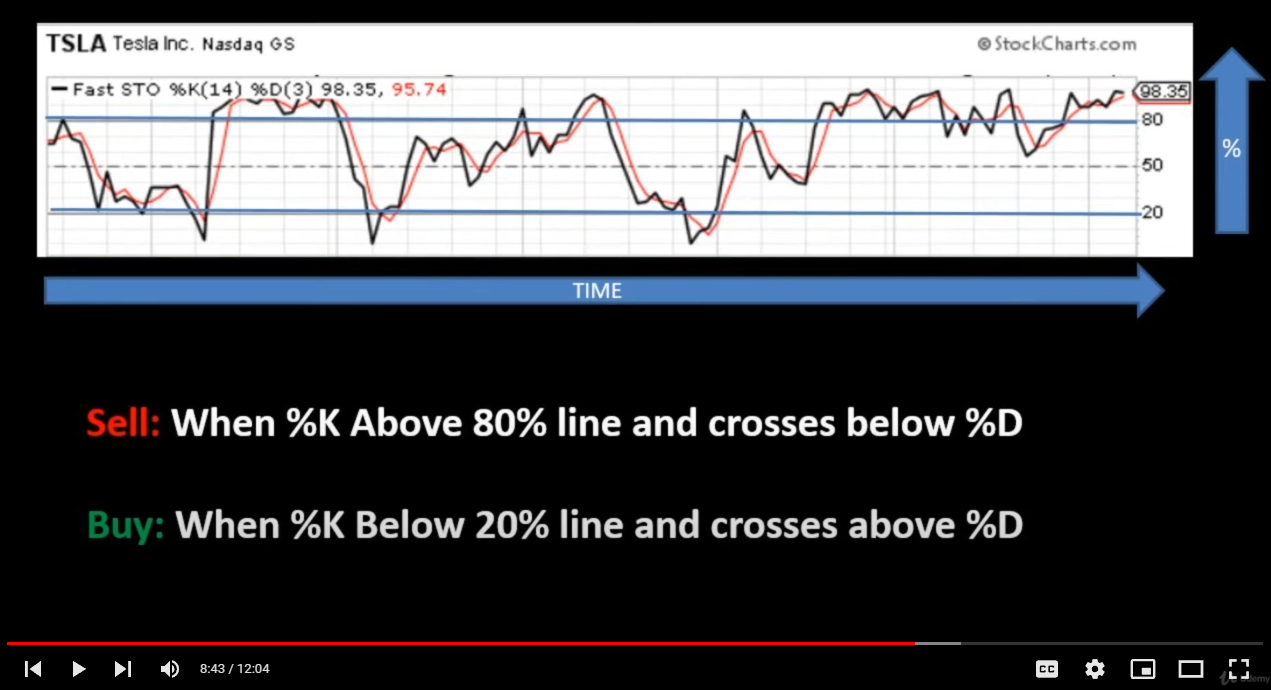 TSLA Tesla Inc. Nasdaq GS © StockCharts.com
Fast STO %K(14) %D(3) 98.35, 95.74
98.35
80
50
20
%
TIME
Sell: When %K Above 80% line and crosses below %D
Buy: When %K Below 20% line and crosses above %D
8:43 / 12:04
CC
Udemy